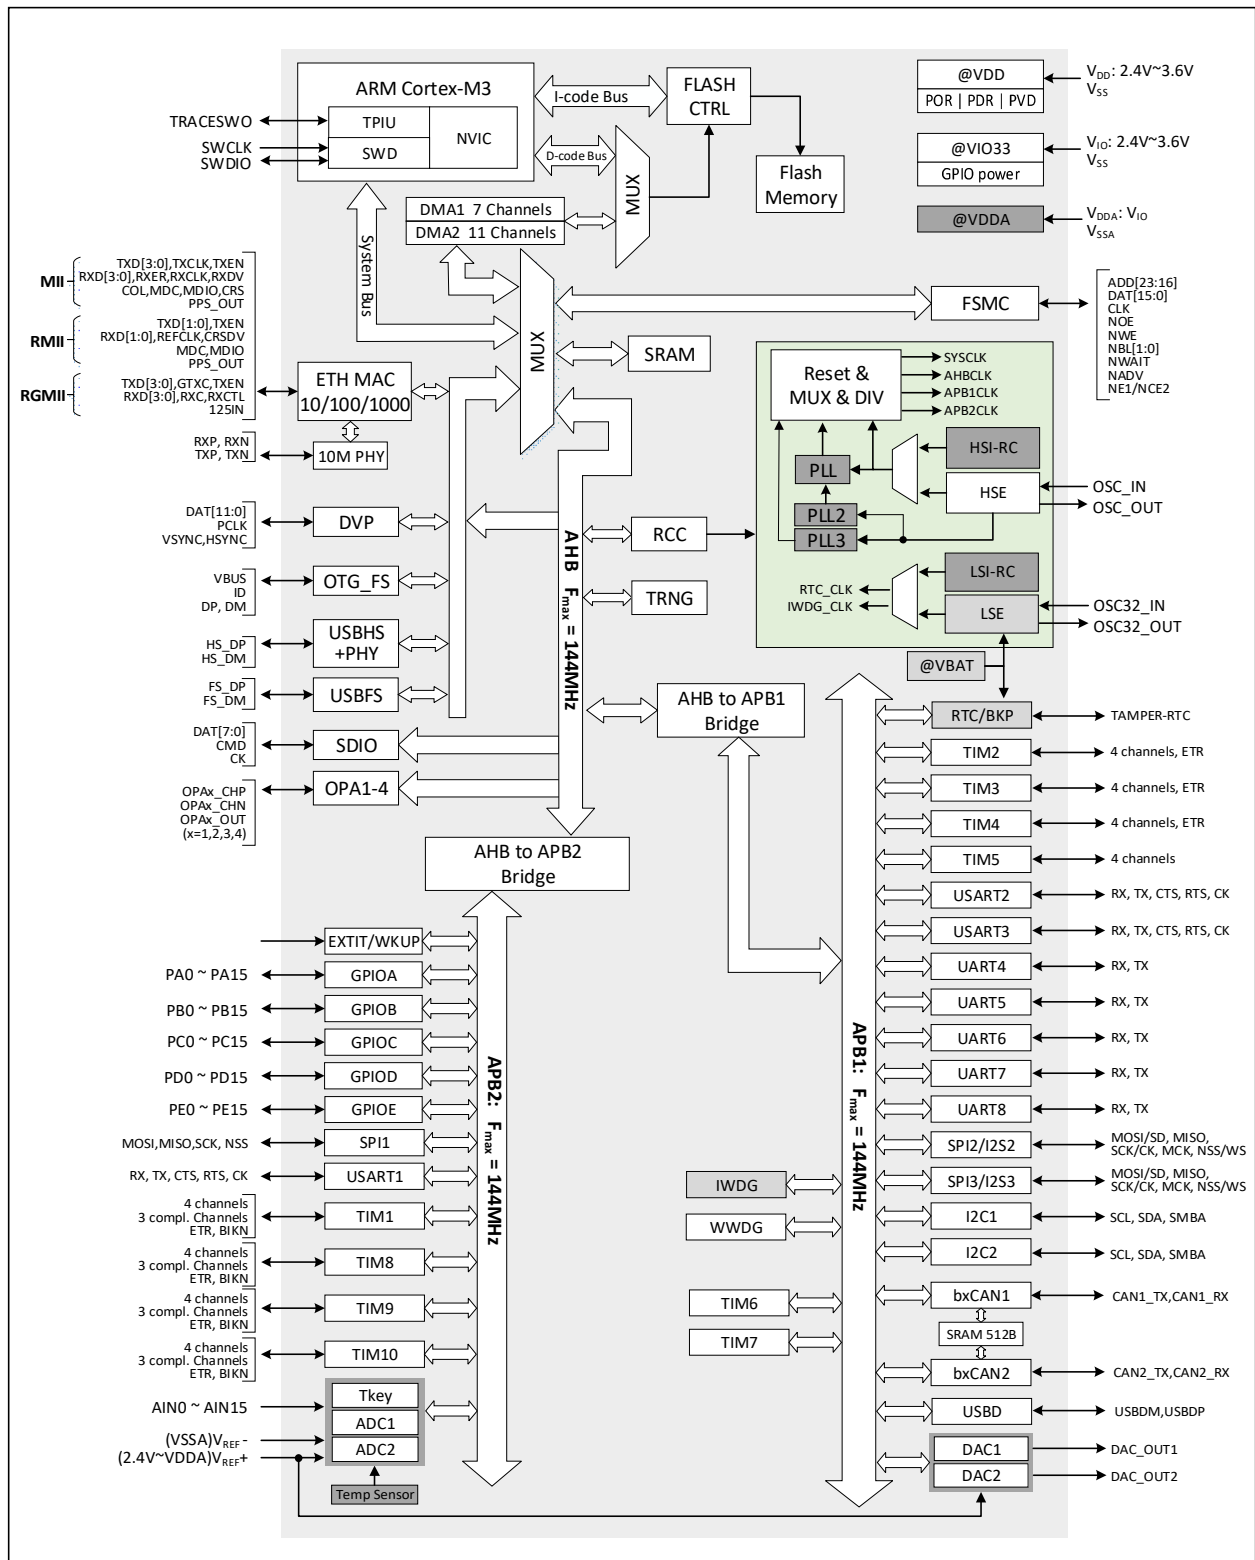 ARM Cortex-M3
TPIU
SWD
NVIC
TRACESWO
SWCLK
SWDIO
I-code Bus
D-code Bus
FLASH
CTRL
Flash
Memory
MUX
DMA1 7 Channels
DMA2 11 Channels
System Bus
MUX
@VDD
POR | PDR | PVD
VDD: 2.4V~3.6V
VSS
@VIO33
GPIO power
VIO: 2.4V~3.6V
VSS
@VDDA
VDDA: VIO
VSSA
MII
TXD[3:0],TXCLK,TXEN
RXD[3:0],RXER,RXCLK,RXDV
COL,MDC,MDIO,CRS
PPS_OUT
RMII
TXD[1:0],TXEN
RXD[1:0],REFCLK,CRSDV
MDC,MDIO
PPS_OUT
RGMII
TXD[3:0],GTXC,TXEN
RXD[3:0],RXC,RXCTL
125IN
ETH MAC
10/100/1000
RXP, RXN
TXP, TXN
10M PHY
FSMC
ADD[23:16]
DAT[15:0]
CLK
NOE
NWE
NBL[1:0]
NWAIT
NADV
NE1/NCE2
SRAM
Reset &
MUX & DIV
SYSCLK
AHBCLK
APB1CLK
APB2CLK
HSI-RC
PLL
HSE
OSC_IN
OSC_OUT
PLL2
PLL3
LSI-RC
RTC_CLK
IWDG_CLK
LSE
OSC32_IN
OSC32_OUT
@VBAT
DAT[11:0]
PCLK
VSYNC,HSYNC
DVP
RCC
VBUS
ID
DP, DM
OTG_FS
TRNG
HS_DP
HS_DM
USBHS
+PHY
FS_DP
FS_DM
USBFS
DAT[7:0]
CMD
CK
SDIO
OPAx_CHP
OPAx_CHN
OPAx_OUT
(x=1,2,3,4)
OPA1-4
AHB Fmax = 144MHz
AHB to APB1
Bridge
AHB to APB2
Bridge
RTC/BKP
TAMPER-RTC
TIM2
4 channels, ETR
TIM3
4 channels, ETR
TIM4
4 channels, ETR
TIM5
4 channels
USART2
RX, TX, CTS, RTS, CK
USART3
RX, TX, CTS, RTS, CK
UART4
RX, TX
UART5
RX, TX
UART6
RX, TX
UART7
RX, TX
UART8
RX, TX
SPI2/I2S2
MOSI/SD, MISO,
SCK/CK, MCK, NSS/WS
SPI3/I2S3
MOSI/SD, MISO,
SCK/CK, MCK, NSS/WS
I2C1
SCL, SDA, SMBA
I2C2
SCL, SDA, SMBA
bxCAN1
CAN1_TX,CAN1_RX
SRAM 512B
bxCAN2
CAN2_TX,CAN2_RX
USBD
USBDM,USBDP
DAC1
DAC_OUT1
DAC2
DAC_OUT2
APB1: Fmax = 144MHz
IWDG
WWDG
TIM6
TIM7
EXTIT/WKUP
PA0 ~ PA15
GPIOA
PB0 ~ PB15
GPIOB
PC0 ~ PC15
GPIOC
PD0 ~ PD15
GPIOD
PE0 ~ PE15
GPIOE
MOSI,MISO,SCK, NSS
SPI1
RX, TX, CTS, RTS, CK
USART1
4 channels
3 compl. Channels
ETR, BIKN
TIM1
4 channels
3 compl. Channels
ETR, BIKN
TIM8
4 channels
3 compl. Channels
ETR, BIKN
TIM9
4 channels
3 compl. Channels
ETR, BIKN
TIM10
APB2: Fmax = 144MHz
AIN0 ~ AIN15
Tkey
ADC1
ADC2
(VSSA)VREF-
(2.4V~VDDA)VREF+
Temp Sensor